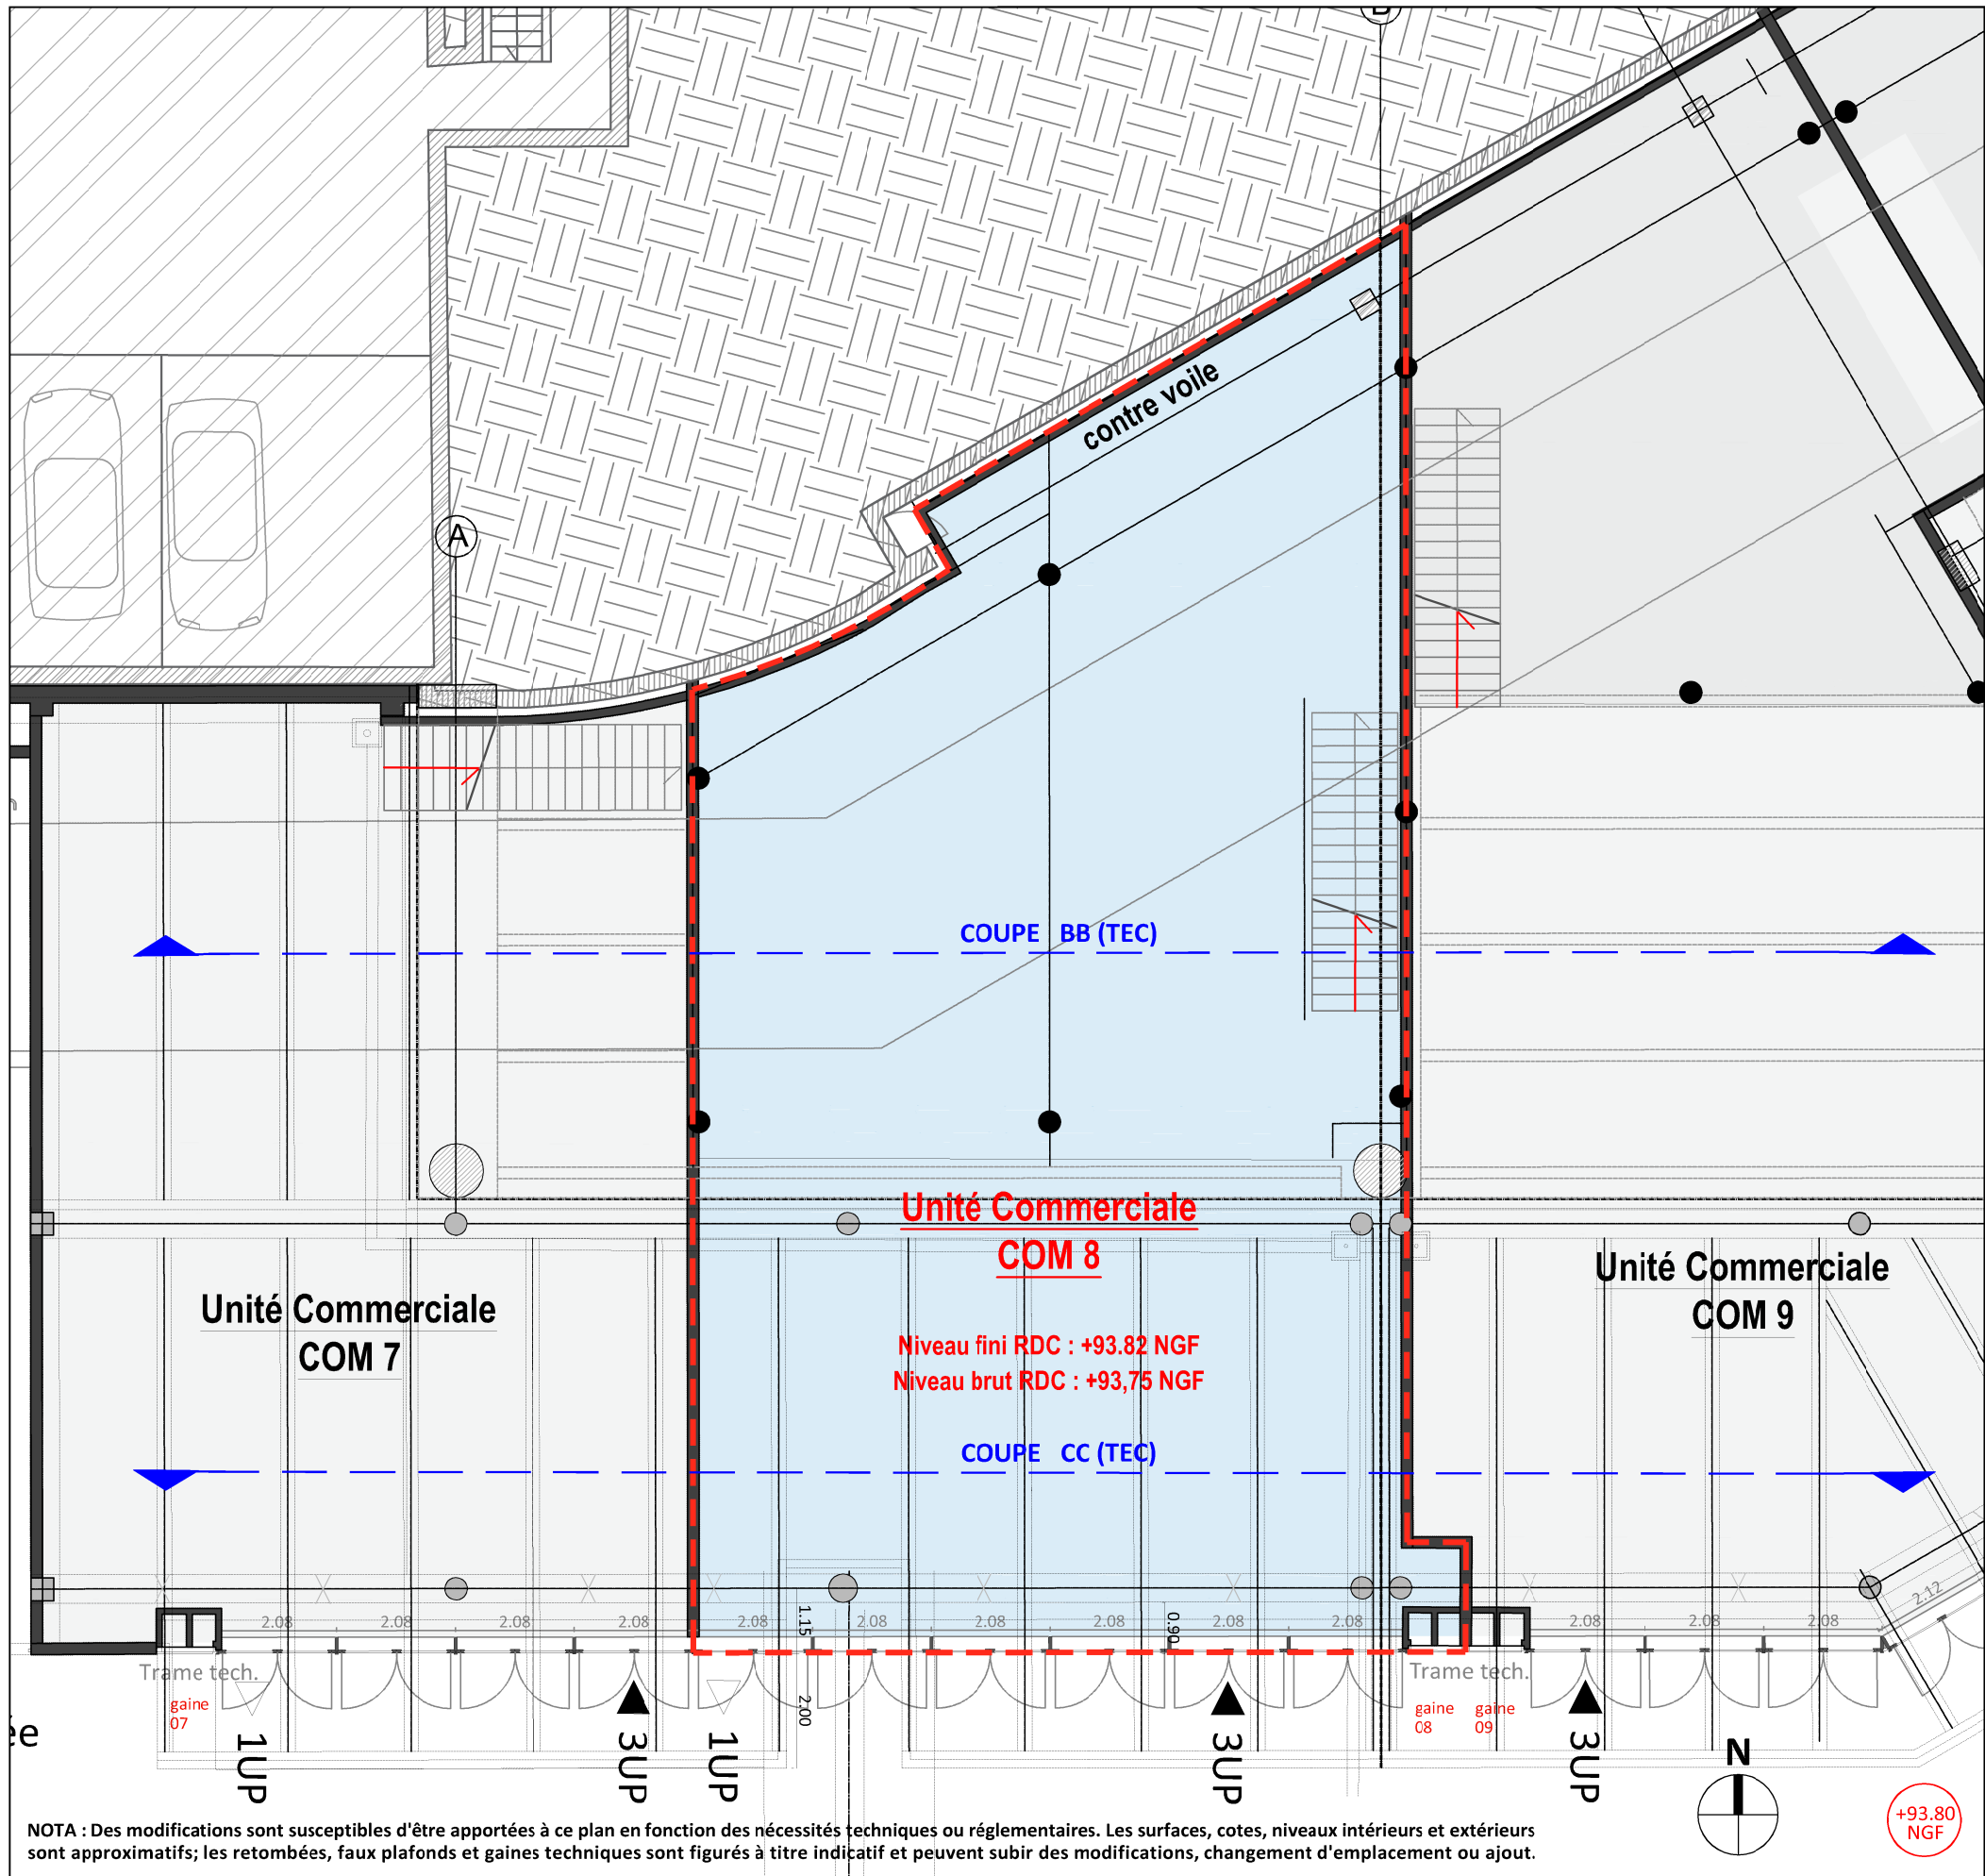 A
contre voile
COUPE BB (TEC)
Unité Commerciale
COM 8
Unité Commerciale
COM 7
Unité Commerciale
COM 9
Niveau fini RDC : +93.82 NGF
Niveau brut RDC : +93,75 NGF
COUPE CC (TEC)
2.08 2.08 2.08 2.08 2.08 2.08 2.08 2.08 2.08 2.08 2.08 2.08 2.08 2.12
1.15
0.90
2.00
Trame tech.
Trame tech.
gaine
07
gaine
08
gaine
09
ée
1UP
3UP
1UP
3UP
3UP
N
+93.80
NGF
NOTA : Des modifications sont susceptibles d'être apportées à ce plan en fonction des nécessités techniques ou réglementaires. Les surfaces, cotes, niveaux intérieurs et extérieurs
sont approximatifs; les retombées, faux plafonds et gaines techniques sont figurés à titre indicatif et peuvent subir des modifications, changement d'emplacement ou ajout.